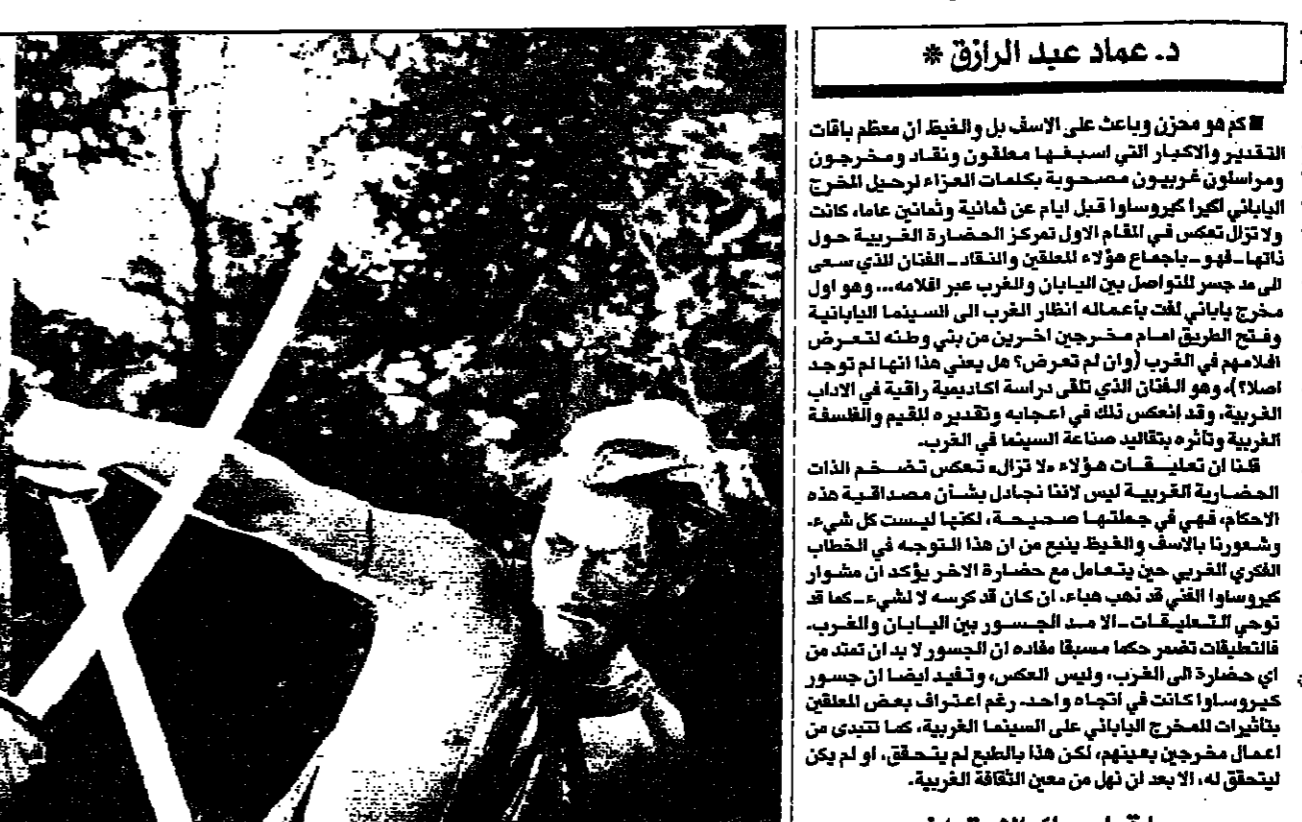 د. عماد عبد الرازق *
■ كم هو محزن وباعث على الاسف بل والغيظ ان معظم باقات
التقدير والاكبار التي اسبغها معلقون ونقاد ومخرجون
ومراسلون غربيون مصحوبة بكلمات العزاء لرحيل المخرج
الياباني اكيرا كيروساوا قبل ايام عن ثمانية وثمانين عاما، كانت
ولا تزال تعكس في المقام الاول تمركز الحضارة الغربية حول
ذاتها ـ فهو ـ باجماع هؤلاء المعلقين والنقاد ـ الفنان الذي سعى
الى مد جسر للتواصل بين اليابان والغرب عبر افلامه... وهو اول
مخرج ياباني لفت بأعماله انظار الغرب الى السينما اليابانية
وفتح الطريق امام مخرجين اخرين من بني وطنه لتعرض
افلامهم في الغرب (وان لم تعرض؟ هل يعني هذا انها لم توجد
اصلا؟)، وهو الفنان الذي تلقى دراسة اكاديمية راقية في الاداب
الغربية، وقد إنعكس ذلك في اعجابه وتقديره للقيم والفلسفة
الغربية وتأثره بتقاليد صناعة السينما في الغرب.
قلنا ان تعليقات هؤلاء «لا تزال» تعكس تضخم الذات
الحضارية الغربية ليس لاننا نجادل بشأن مصداقية هذه
الاحكام، فهي في جملتها صحيحة، لكنها ليست كل شيء.
وشعورنا بالاسف والغيظ ينبع من ان هذا التوجه في الخطاب
الفكري الغربي حين يتعامل مع حضارة الاخر يؤكد ان مشوار
كيروساوا الفني قد ذهب هباء، ان كان قد كرسه لا لشيء ـ كما قد
توحي التعليقات ـ الا مد الجسور بين اليابان والغرب.
فالتعليقات تضمر حكما مسبقا مفاده ان الجسور لا بد ان تمتد من
اي حضارة الى الغرب، وليس العكس، وتفيد ايضا ان جسور
كيروساوا كانت في اتجاه واحد، رغم اعتراف بعض المعلقين
بتأثيرات للمخرج الياباني على السينما الغربية، كما تتبدى من
اعمال مخرجين بعينهم، لكن هذا بالطبع لم يتحقق، او لم يكن
ليتحقق له، الا بعد ان نهل من معين الثقافة الغربية.